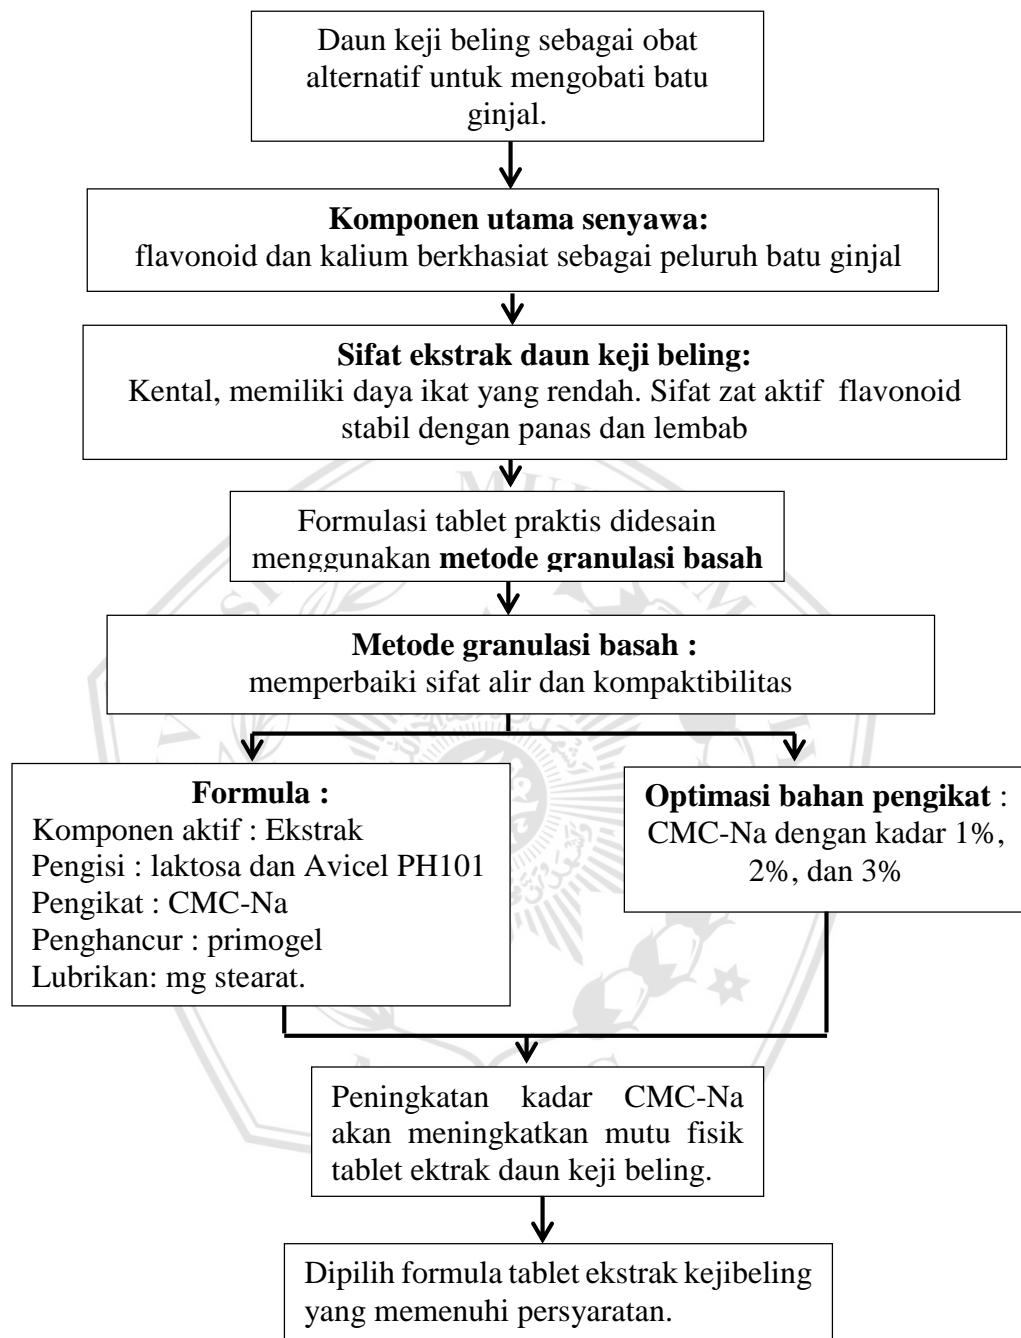 Daun keji beling sebagai obat
alternatif untuk mengobati batu
ginjal.
Komponen utama senyawa:
flavonoid dan kalium berkhasiat sebagai peluruh batu ginjal
Sifat ekstrak daun keji beling:
Kental, memiliki daya ikat yang rendah. Sifat zat aktif flavonoid
stabil dengan panas dan lembab
Formulasi tablet praktis didesain
menggunakan metode granulasi basah
Metode granulasi basah :
memperbaiki sifat alir dan kompaktibilitas
Formula :
Komponen aktif : Ekstrak
Pengisi : laktosa dan Avicel PH101
Pengikat : CMC-Na
Penghancur : primogel
Lubrikan: mg stearat.
Optimasi bahan pengikat :
CMC-Na dengan kadar 1%,
2%, dan 3%
Peningkatan kadar CMC-Na
akan meningkatkan mutu fisik
tablet ektrak daun keji beling.
Dipilih formula tablet ekstrak kejibeling
yang memenuhi persyaratan.